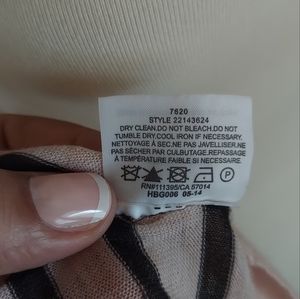 7620
STYLE 22143624
DRY CLEAN.DO NOT BLEACH.DO NOT
TUMBLE DRY.COOL IRON IF NECESSARY.
NETTOYAGE À SEC.NE PAS JAVELLISER.NE
PAS SÉCHER PAR CULBUTAGE.REPASSAGE
À TEMPÉRATURE FAIBLE SI NECESSAIRE.
RN#111395/CA 57014
HBG006 05-14